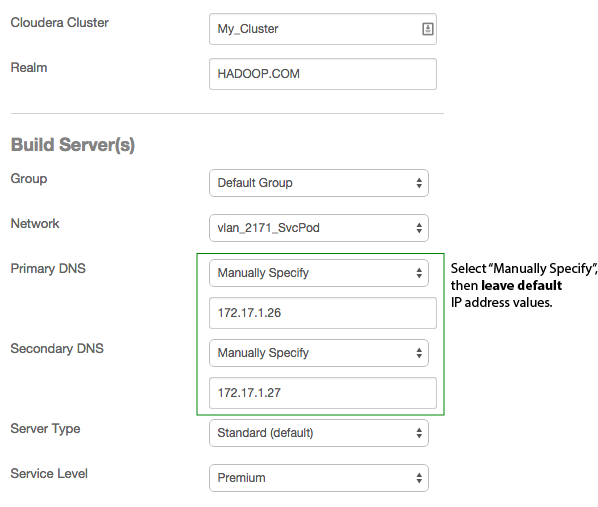 Cloudera Cluster
My_Cluster
Realm
HADOOP.COM
Build Server(s)
Group
Default Group
Network
vlan_2171_SvcPod
Primary DNS
Manually Specify
172.17.1.26
Secondary DNS
Manually Specify
172.17.1.27
Select “Manually Specify”,
then leave default
IP address values.
Server Type
Standard (default)
Service Level
Premium